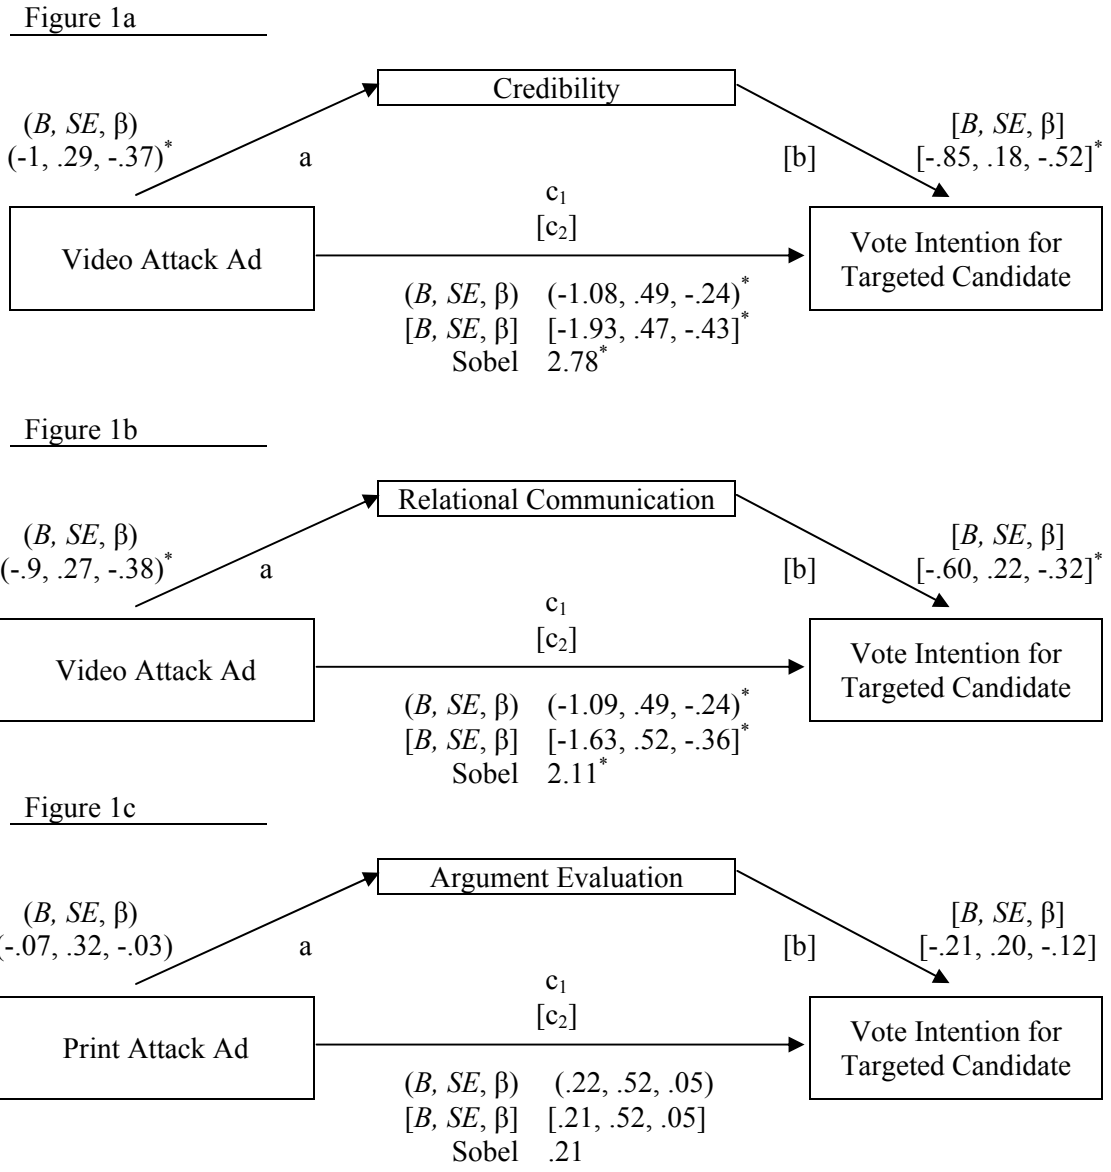 Figure 1a
Credibility
(B, SE, β)
(-1, .29, -.37)*
a
[b]
[B, SE, β]
[-.85, .18, -.52]*
c₁
[c₂]
Video Attack Ad
Vote Intention for
Targeted Candidate
(B, SE, β) (-1.08, .49, -.24)*
[B, SE, β] [-1.93, .47, -.43]*
Sobel 2.78*
Figure 1b
Relational Communication
(B, SE, β)
(-.9, .27, -.38)*
a
[b]
[B, SE, β]
[-.60, .22, -.32]*
c₁
[c₂]
Video Attack Ad
Vote Intention for
Targeted Candidate
(B, SE, β) (-1.09, .49, -.24)*
[B, SE, β] [-1.63, .52, -.36]*
Sobel 2.11*
Figure 1c
Argument Evaluation
(B, SE, β)
(-.07, .32, -.03)
a
[b]
[B, SE, β]
[-.21, .20, -.12]
c₁
[c₂]
Print Attack Ad
Vote Intention for
Targeted Candidate
(B, SE, β) (.22, .52, .05)
[B, SE, β] [.21, .52, .05]
Sobel .21